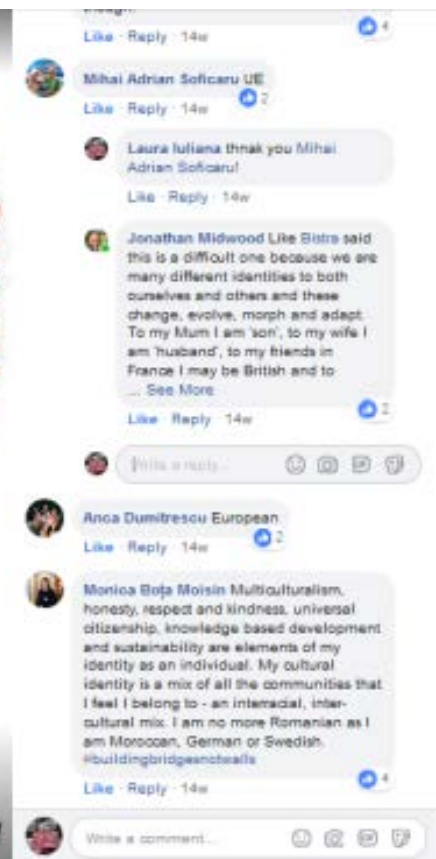 4
Like · Reply · 14w
Mihai Adrian Soficaru UE
2
Like · Reply · 14w
Laura Iuliana thnak you Mihai
Adrian Soficaru!
Like · Reply · 14w
Jonathan Midwood Like Bistra said
this is a difficult one because we are
many different identities to both
ourselves and others and these
change, evolve, morph and adapt.
To my Mum I am 'son', to my wife I
am 'husband', to my friends in
France I may be British and to
... See More
2
Like · Reply · 14w
Write a reply...
Anca Dumitrescu European
2
Like · Reply · 14w
Monica Boța Moisin Multiculturalism,
honesty, respect and kindness, universal
citizenship, knowledge based development
and sustainability are elements of my
identity as an individual. My cultural
identity is a mix of all the communities that
I feel I belong to - an interracial, inter-
cultural mix. I am no more Romanian as I
am Moroccan, German or Swedish.
#buildingbridgesnotwalls
4
Like · Reply · 14w
Write a comment...